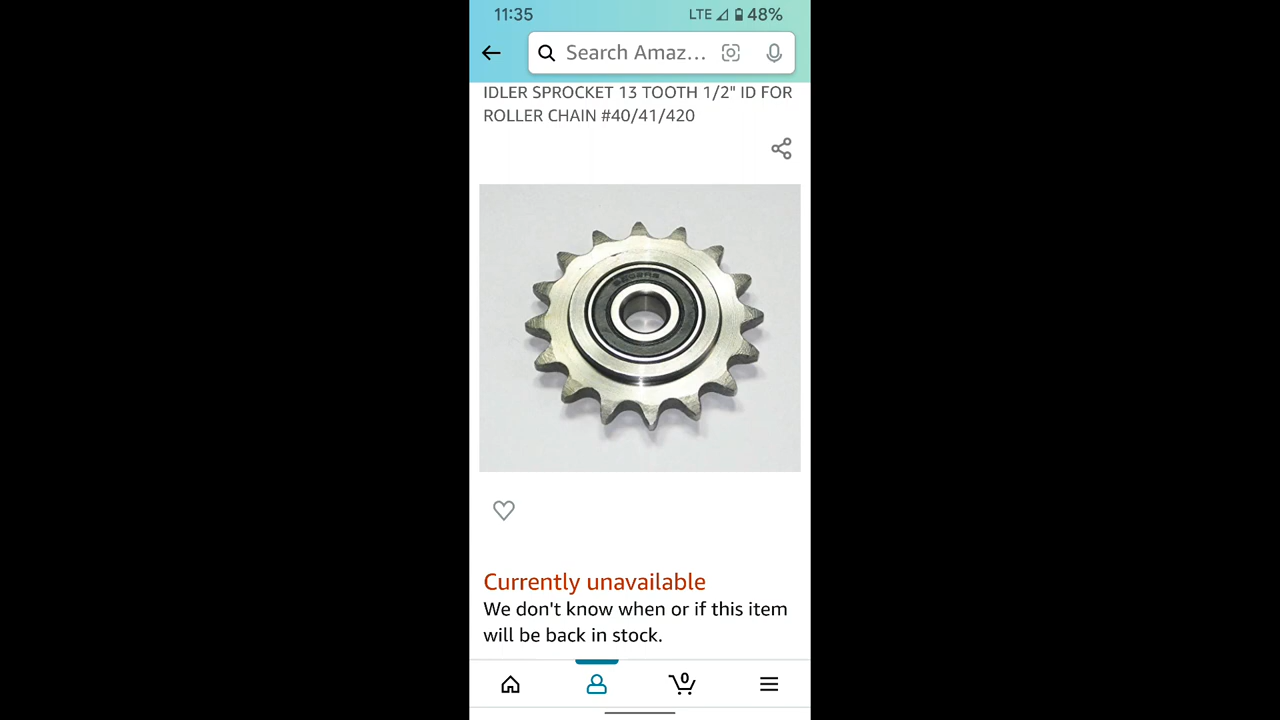 11:35 LTE 48%
Search Amaz...
IDLER SPROCKET 13 TOOTH 1/2" ID FOR
ROLLER CHAIN #40/41/420
Currently unavailable
We don't know when or if this item
will be back in stock.
0